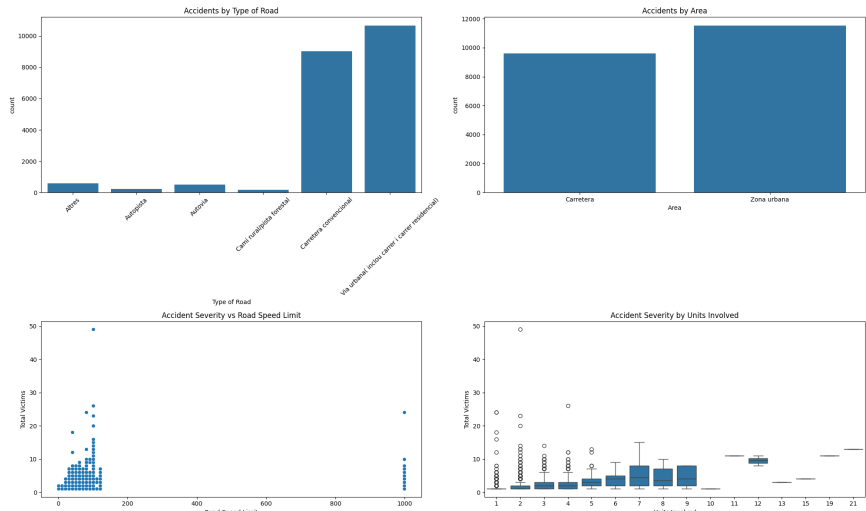 Accidents by Type of Road
count
10000
8000
6000
4000
2000
0
Altres
Autopista
Autovia
Camí rural/pista forestal
Carretera convencional
Via urbana( inclou carrer i carrer residencial)
Type of Road
Accidents by Area
count
12000
10000
8000
6000
4000
2000
0
Carretera
Zona urbana
Area
Accident Severity vs Road Speed Limit
Total Victims
50
40
30
20
10
0
0 200 400 600 800 1000
Accident Severity by Units Involved
Total Victims
50
40
30
20
10
0
1 2 3 4 5 6 7 8 9 10 11 12 13 15 19 21